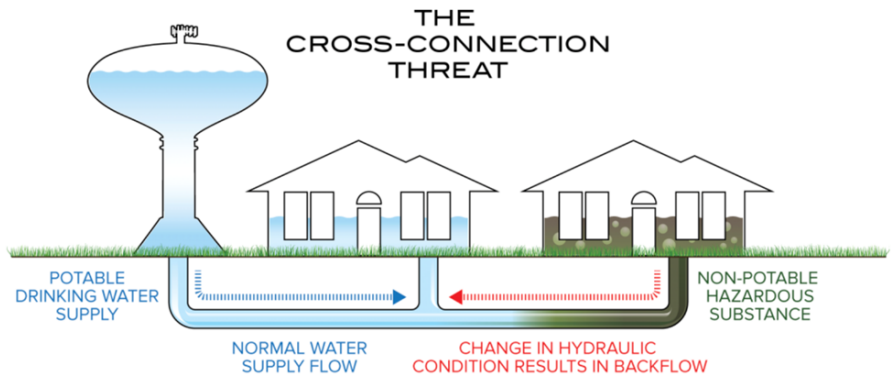 THE
CROSS-CONNECTION
THREAT
POTABLE
DRINKING WATER
SUPPLY
NON-POTABLE
HAZARDOUS
SUBSTANCE
NORMAL WATER
SUPPLY FLOW
CHANGE IN HYDRAULIC
CONDITION RESULTS IN BACKFLOW